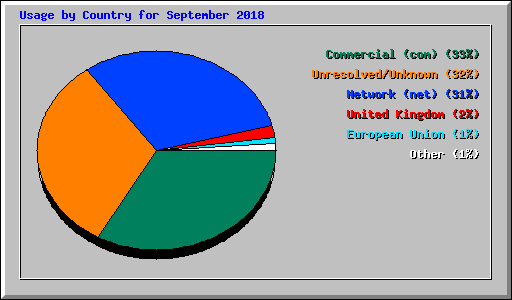 Usage by Country for September 2018
Commercial (com) (33%)
Unresolved/Unknown (32%)
Network (net) (31%)
United Kingdom (2%)
European Union (1%)
Other (1%)